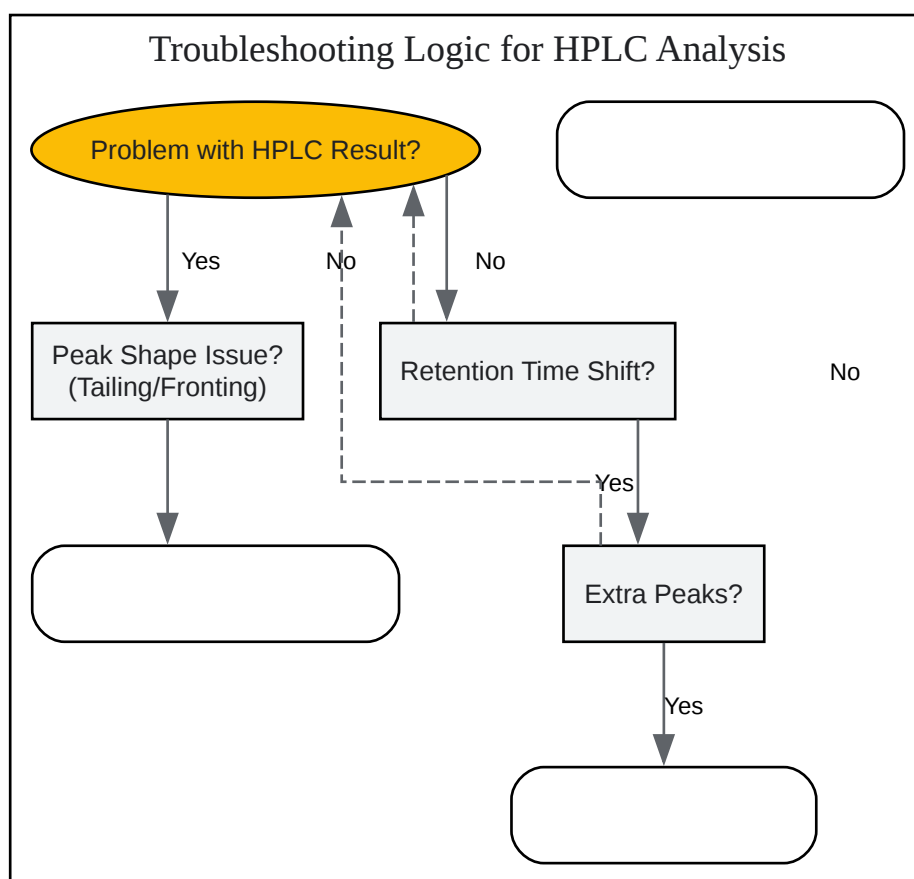 Troubleshooting Logic for HPLC Analysis
Problem with HPLC Result?
Yes
No
No
Peak Shape Issue?
(Tailing/Fronting)
Retention Time Shift?
No
Yes
Extra Peaks?
Yes